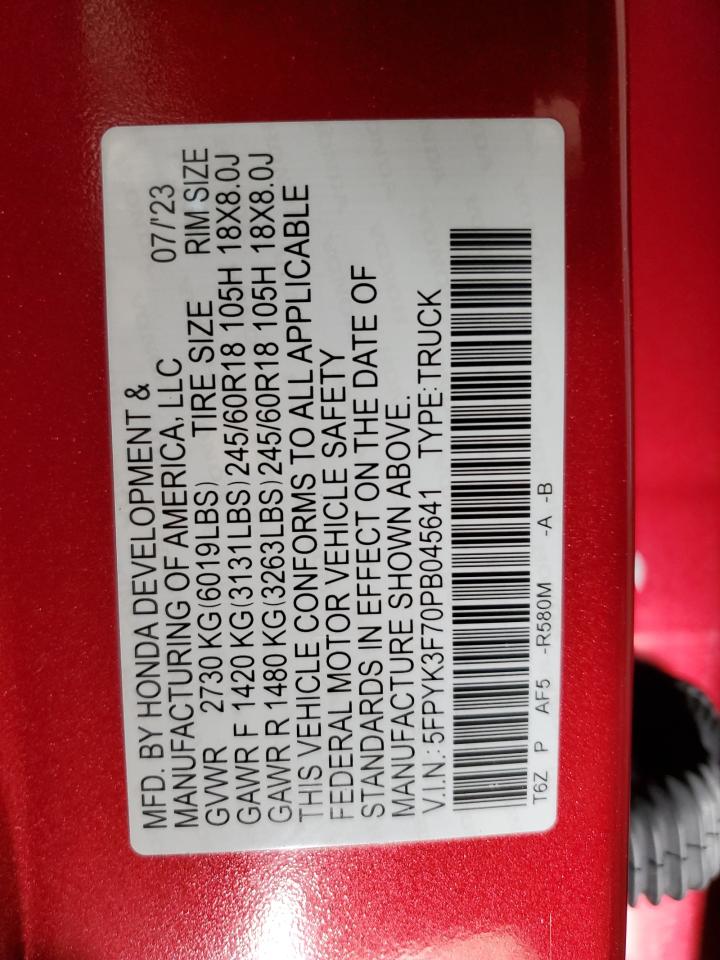 MFD. BY HONDA DEVELOPMENT &
MANUFACTURING OF AMERICA, LLC 07/'23
GVWR 2730 KG(6019LBS) TIRE SIZE RIM SIZE
GAWR F 1420 KG(3131LBS) 245/60R18 105H 18X8.0J
GAWR R 1480 KG(3263LBS) 245/60R18 105H 18X8.0J
THIS VEHICLE CONFORMS TO ALL APPLICABLE
FEDERAL MOTOR VEHICLE SAFETY
STANDARDS IN EFFECT ON THE DATE OF
MANUFACTURE SHOWN ABOVE.
V.I.N.: 5FPYK3F70PB045641 TYPE: TRUCK
T6Z P AF5 -R580M -A -B